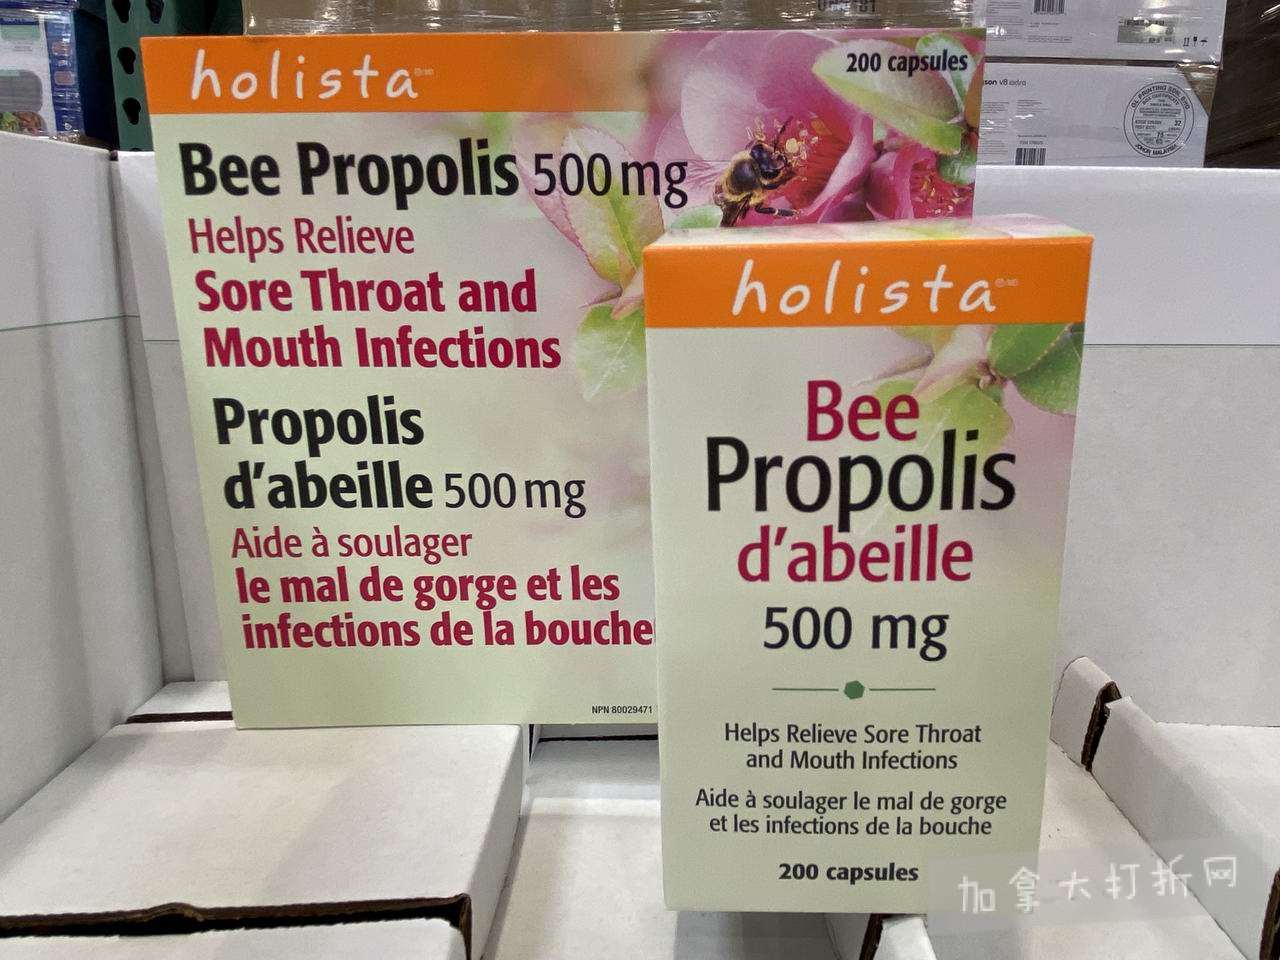 holista
200 capsules
Bee Propolis 500 mg
Helps Relieve
Sore Throat and
Mouth Infections
Propolis
d'abeille 500 mg
Aide à soulager
le mal de gorge et les
infections de la bouche
NPN 80029471
holista
Bee
Propolis
d'abeille
500 mg
Helps Relieve Sore Throat
and Mouth Infections
Aide à soulager le mal de gorge
et les infections de la bouche
200 capsules
加拿大打折网